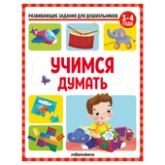 РАЗВИВАЮЩИЕ ЗАДАНИЯ ДЛЯ ДОШКОЛЬНИКОВ
3-4
ГОДА
УЧИМСЯ
ДУМАТЬ